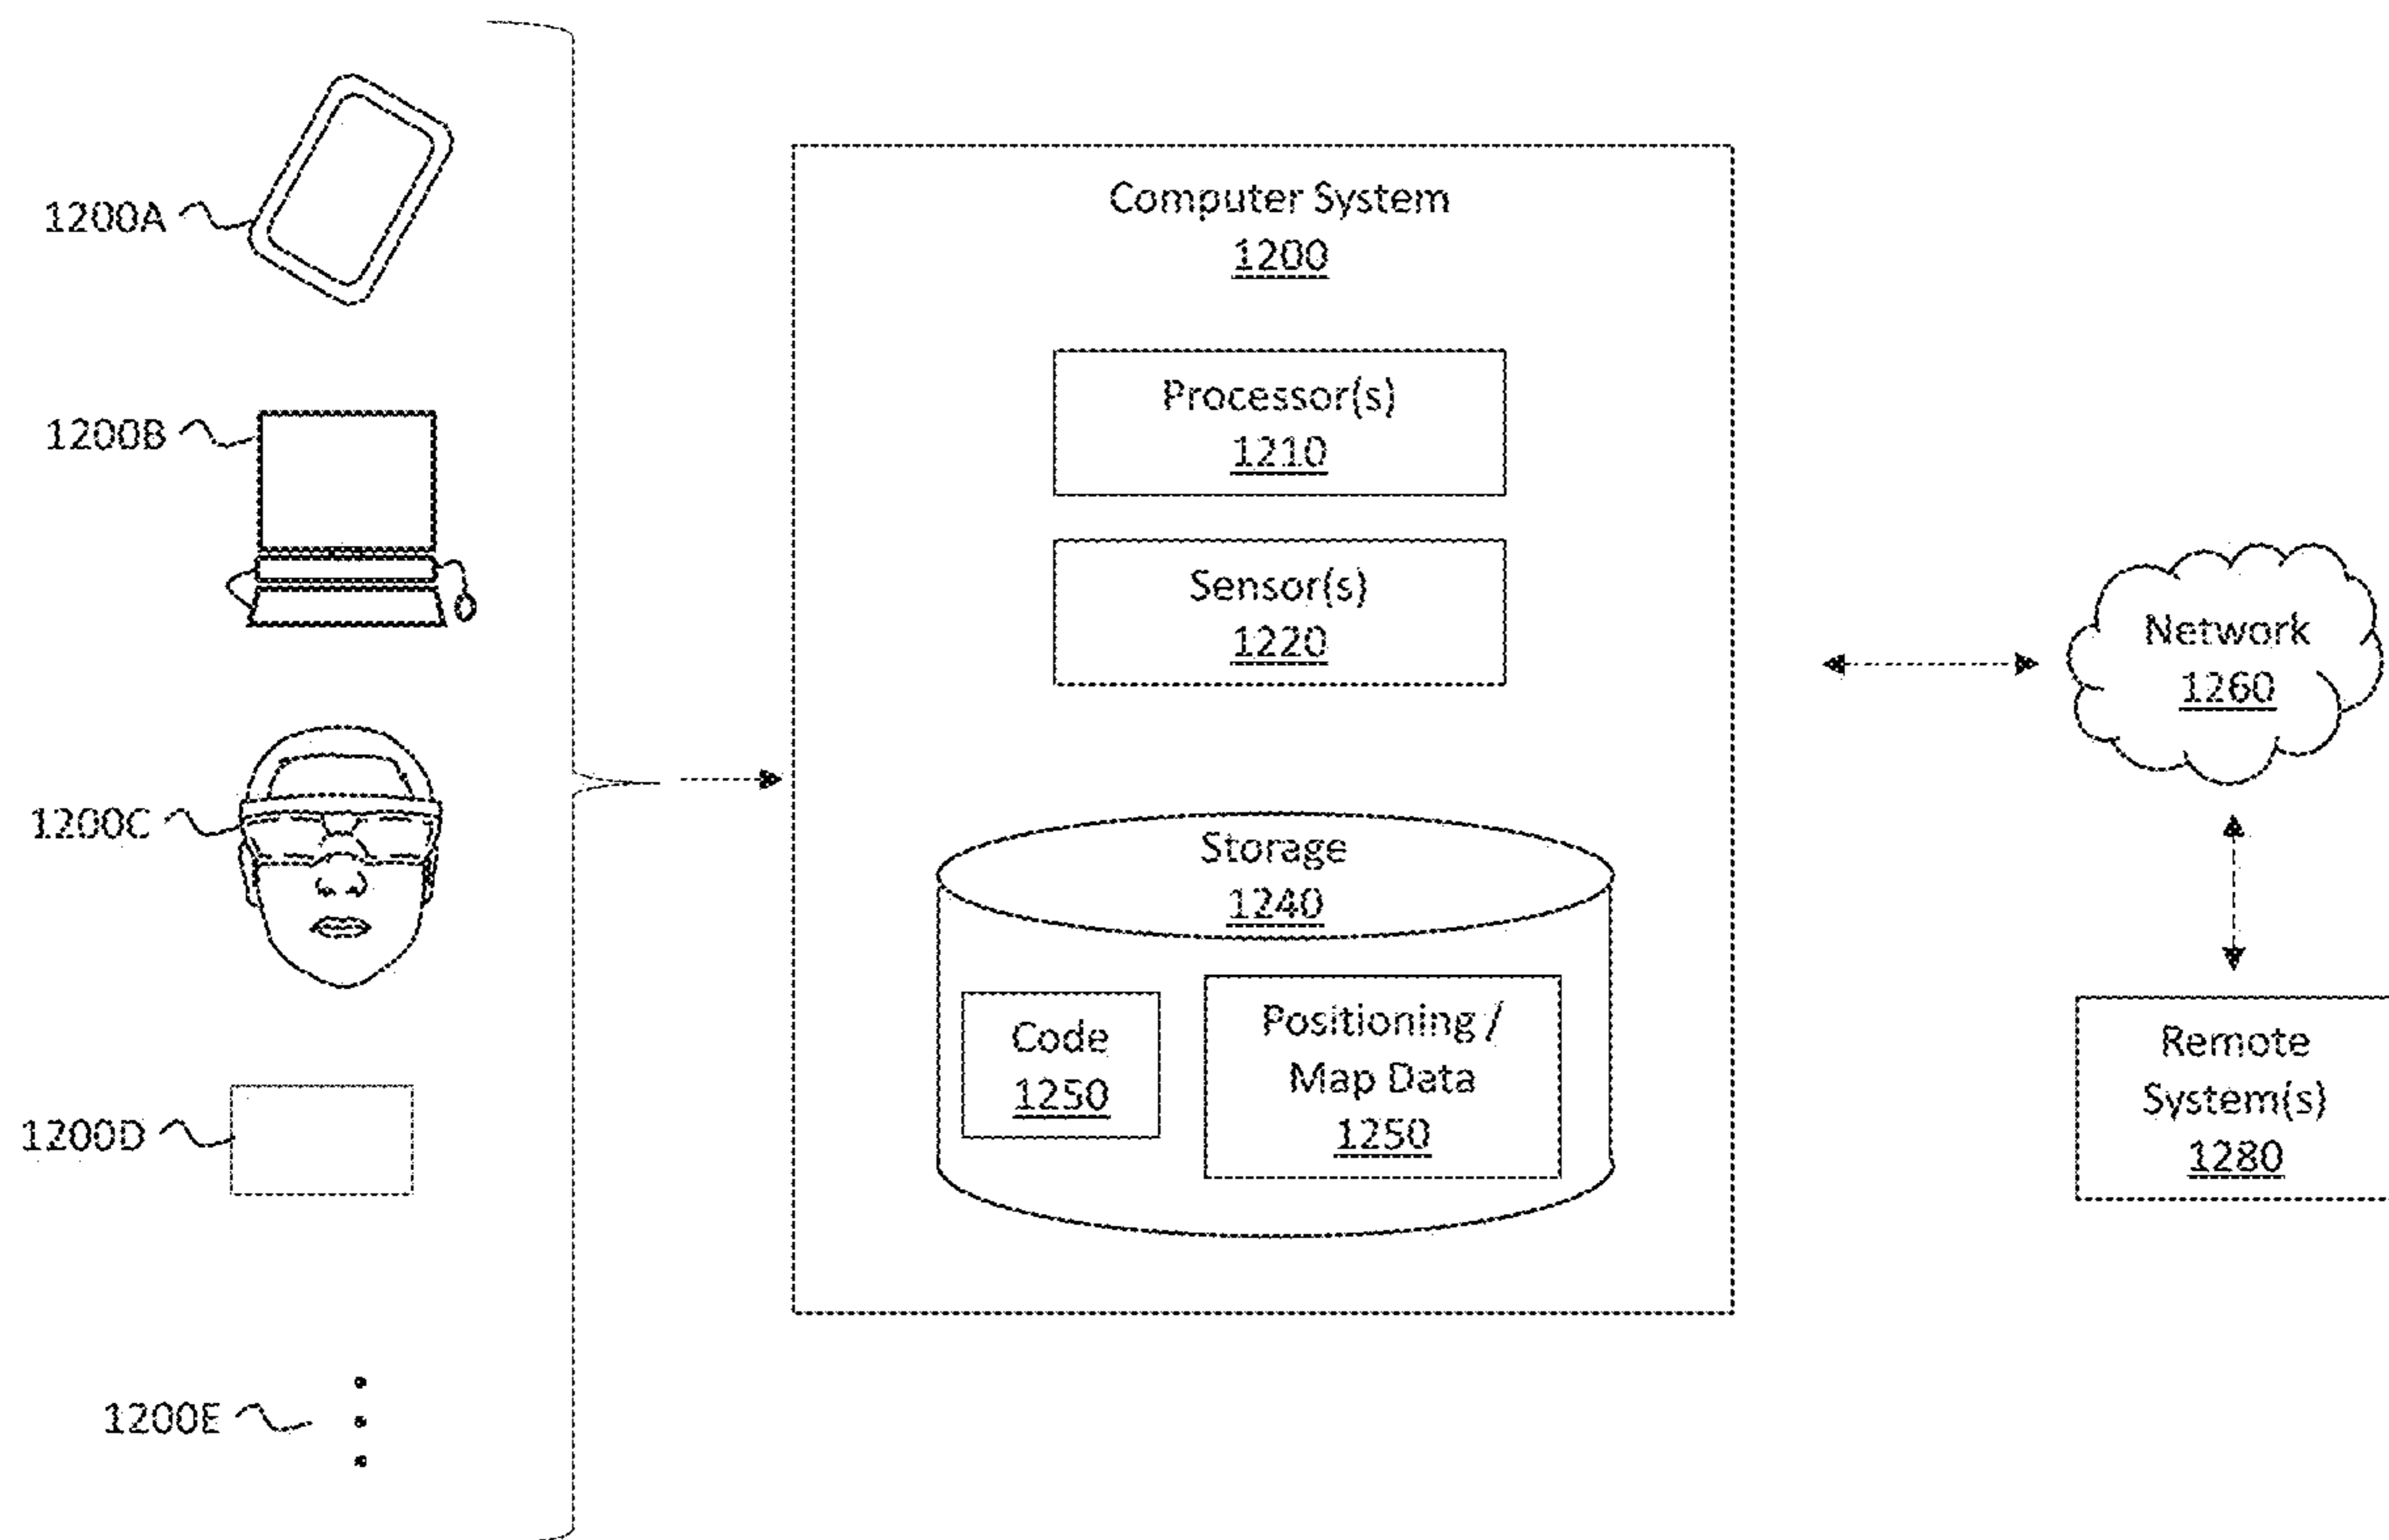 1200A
1200B
1200C
1200D
1200E
Computer System
1200
Processor(s)
1210
Sensor(s)
1220
Storage
1240
Code
1250
Positioning /
Map Data
1250
Network
1260
Remote
System(s)
1280